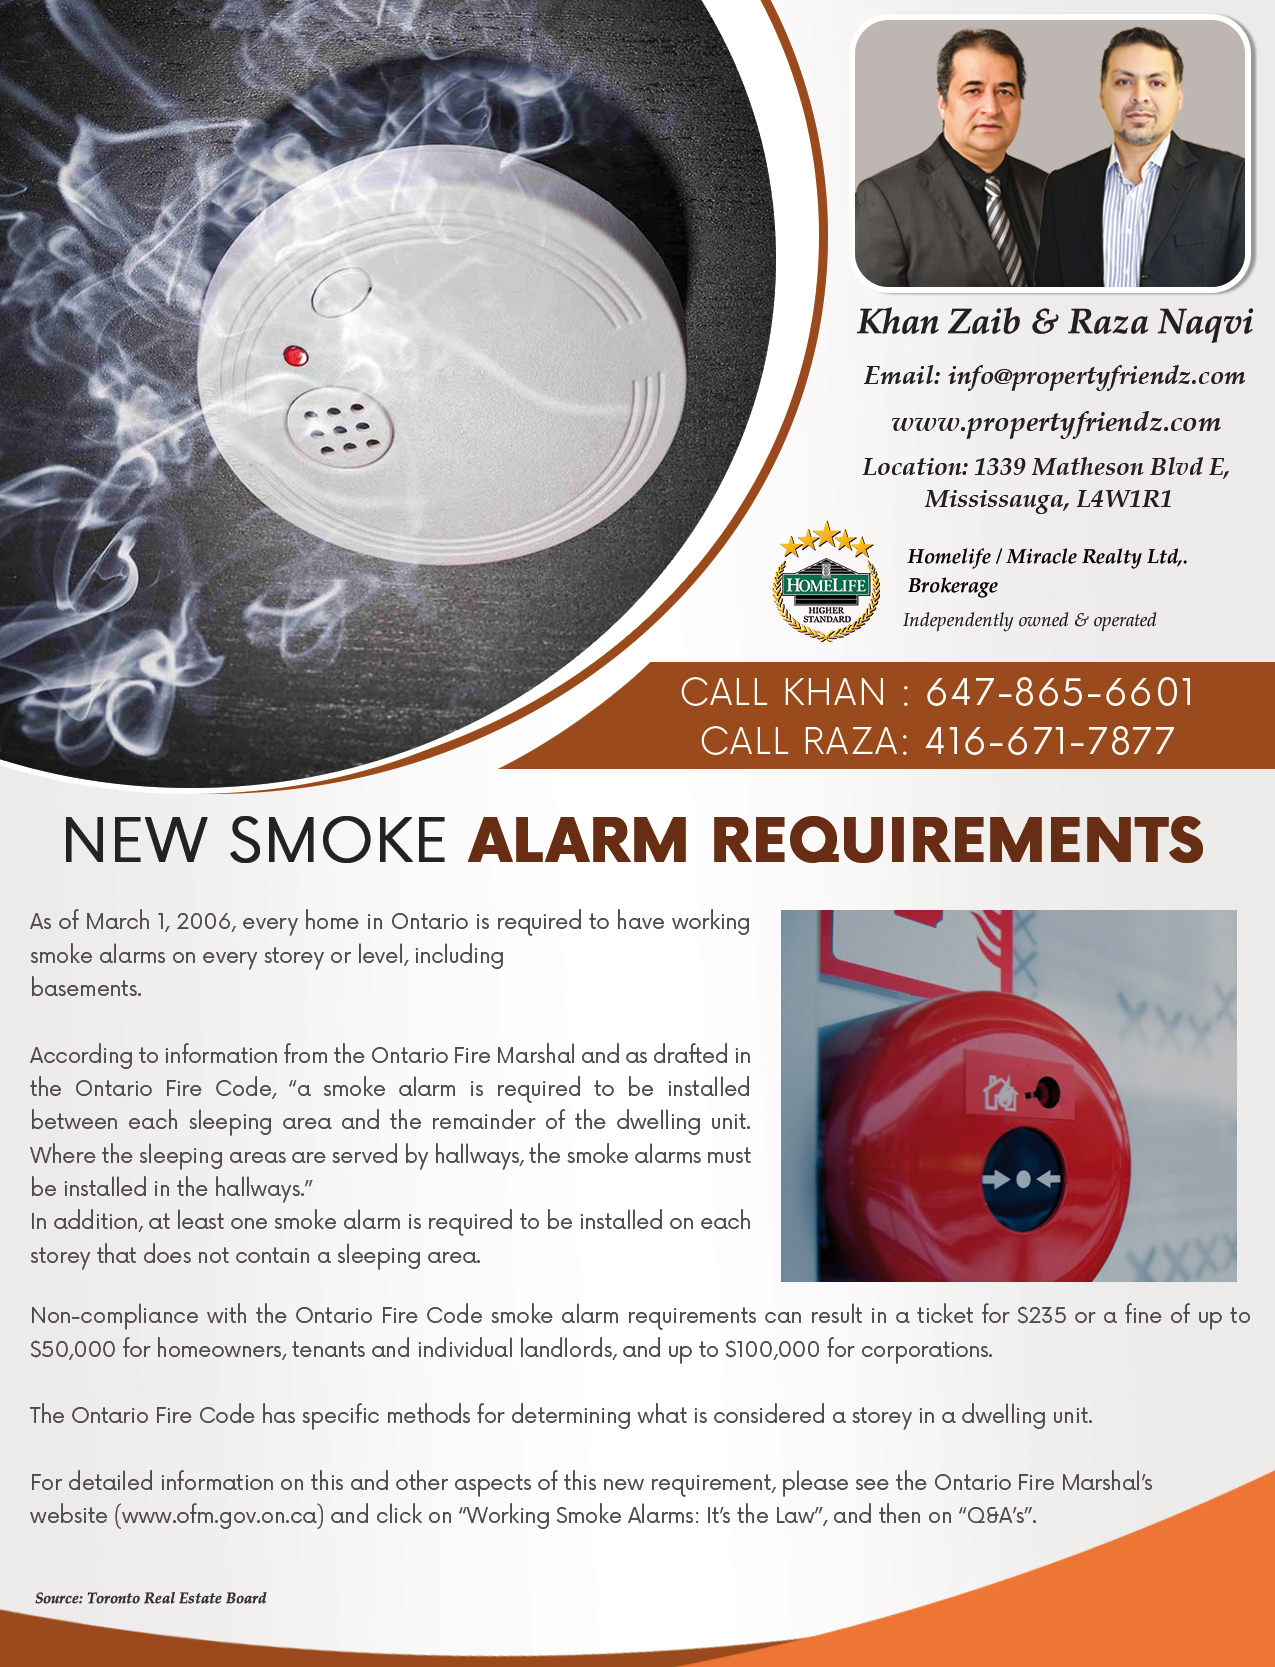 Khan Zaib & Raza Naqvi
Email: info@propertyfriendz.com
www.propertyfriendz.com
Location: 1339 Matheson Blvd E,
Mississauga, L4W1R1
HOMELIFE
HIGHER
STANDARD
Homelife / Miracle Realty Ltd,.
Brokerage
Independently owned & operated
CALL KHAN : 647-865-6601
CALL RAZA: 416-671-7877
NEW SMOKE ALARM REQUIREMENTS
As of March 1, 2006, every home in Ontario is required to have working
smoke alarms on every storey or level, including
basements.
According to information from the Ontario Fire Marshal and as drafted in
the Ontario Fire Code, “a smoke alarm is required to be installed
between each sleeping area and the remainder of the dwelling unit.
Where the sleeping areas are served by hallways, the smoke alarms must
be installed in the hallways.”
In addition, at least one smoke alarm is required to be installed on each
storey that does not contain a sleeping area.
Non-compliance with the Ontario Fire Code smoke alarm requirements can result in a ticket for $235 or a fine of up to
$50,000 for homeowners, tenants and individual landlords, and up to $100,000 for corporations.
The Ontario Fire Code has specific methods for determining what is considered a storey in a dwelling unit.
For detailed information on this and other aspects of this new requirement, please see the Ontario Fire Marshal’s
website (www.ofm.gov.on.ca) and click on “Working Smoke Alarms: It’s the Law”, and then on “Q&A’s”.
Source: Toronto Real Estate Board